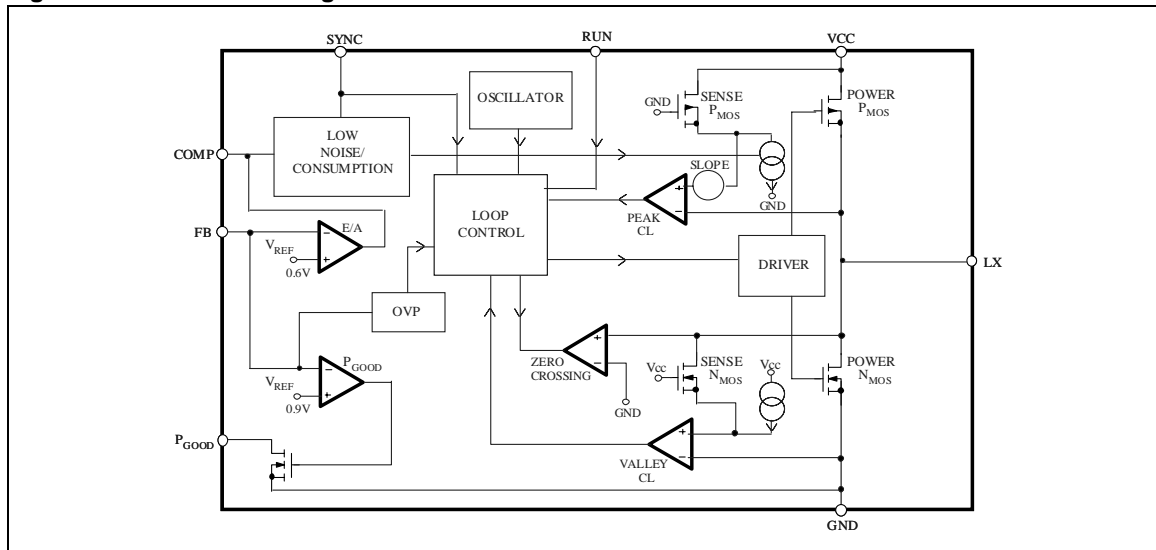 SYNC
RUN
VCC
OSCILLATOR
GND
SENSE
PMOS
POWER
PMOS
LOW
NOISE/
CONSUMPTION
COMP
SLOPE
GND
LOOP
CONTROL
PEAK
CL
FB
E/A
VREF
0.6V
DRIVER
LX
OVP
ZERO
CROSSING
GND
SENSE
NMOS
Vcc
Vcc
POWER
NMOS
PGOOD
VREF
0.9V
PGOOD
VALLEY
CL
GND